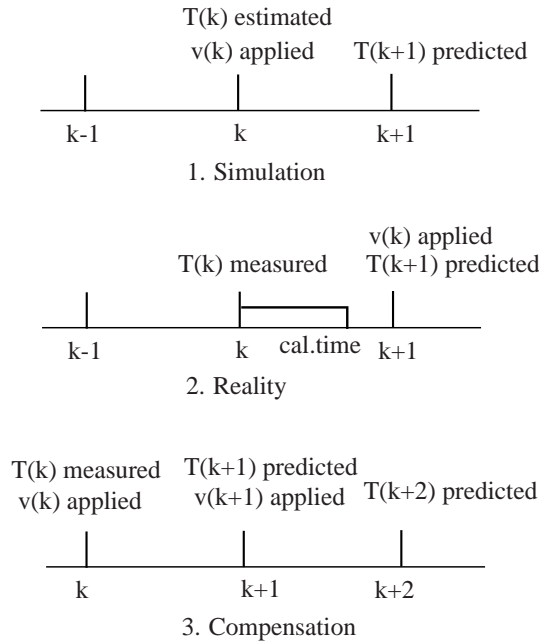 T(k) estimated
v(k) applied
T(k+1) predicted
k-1
k
k+1
1. Simulation
v(k) applied
T(k) measured
T(k+1) predicted
k-1
k
cal.time
k+1
2. Reality
T(k) measured
v(k) applied
T(k+1) predicted
v(k+1) applied
T(k+2) predicted
k
k+1
k+2
3. Compensation